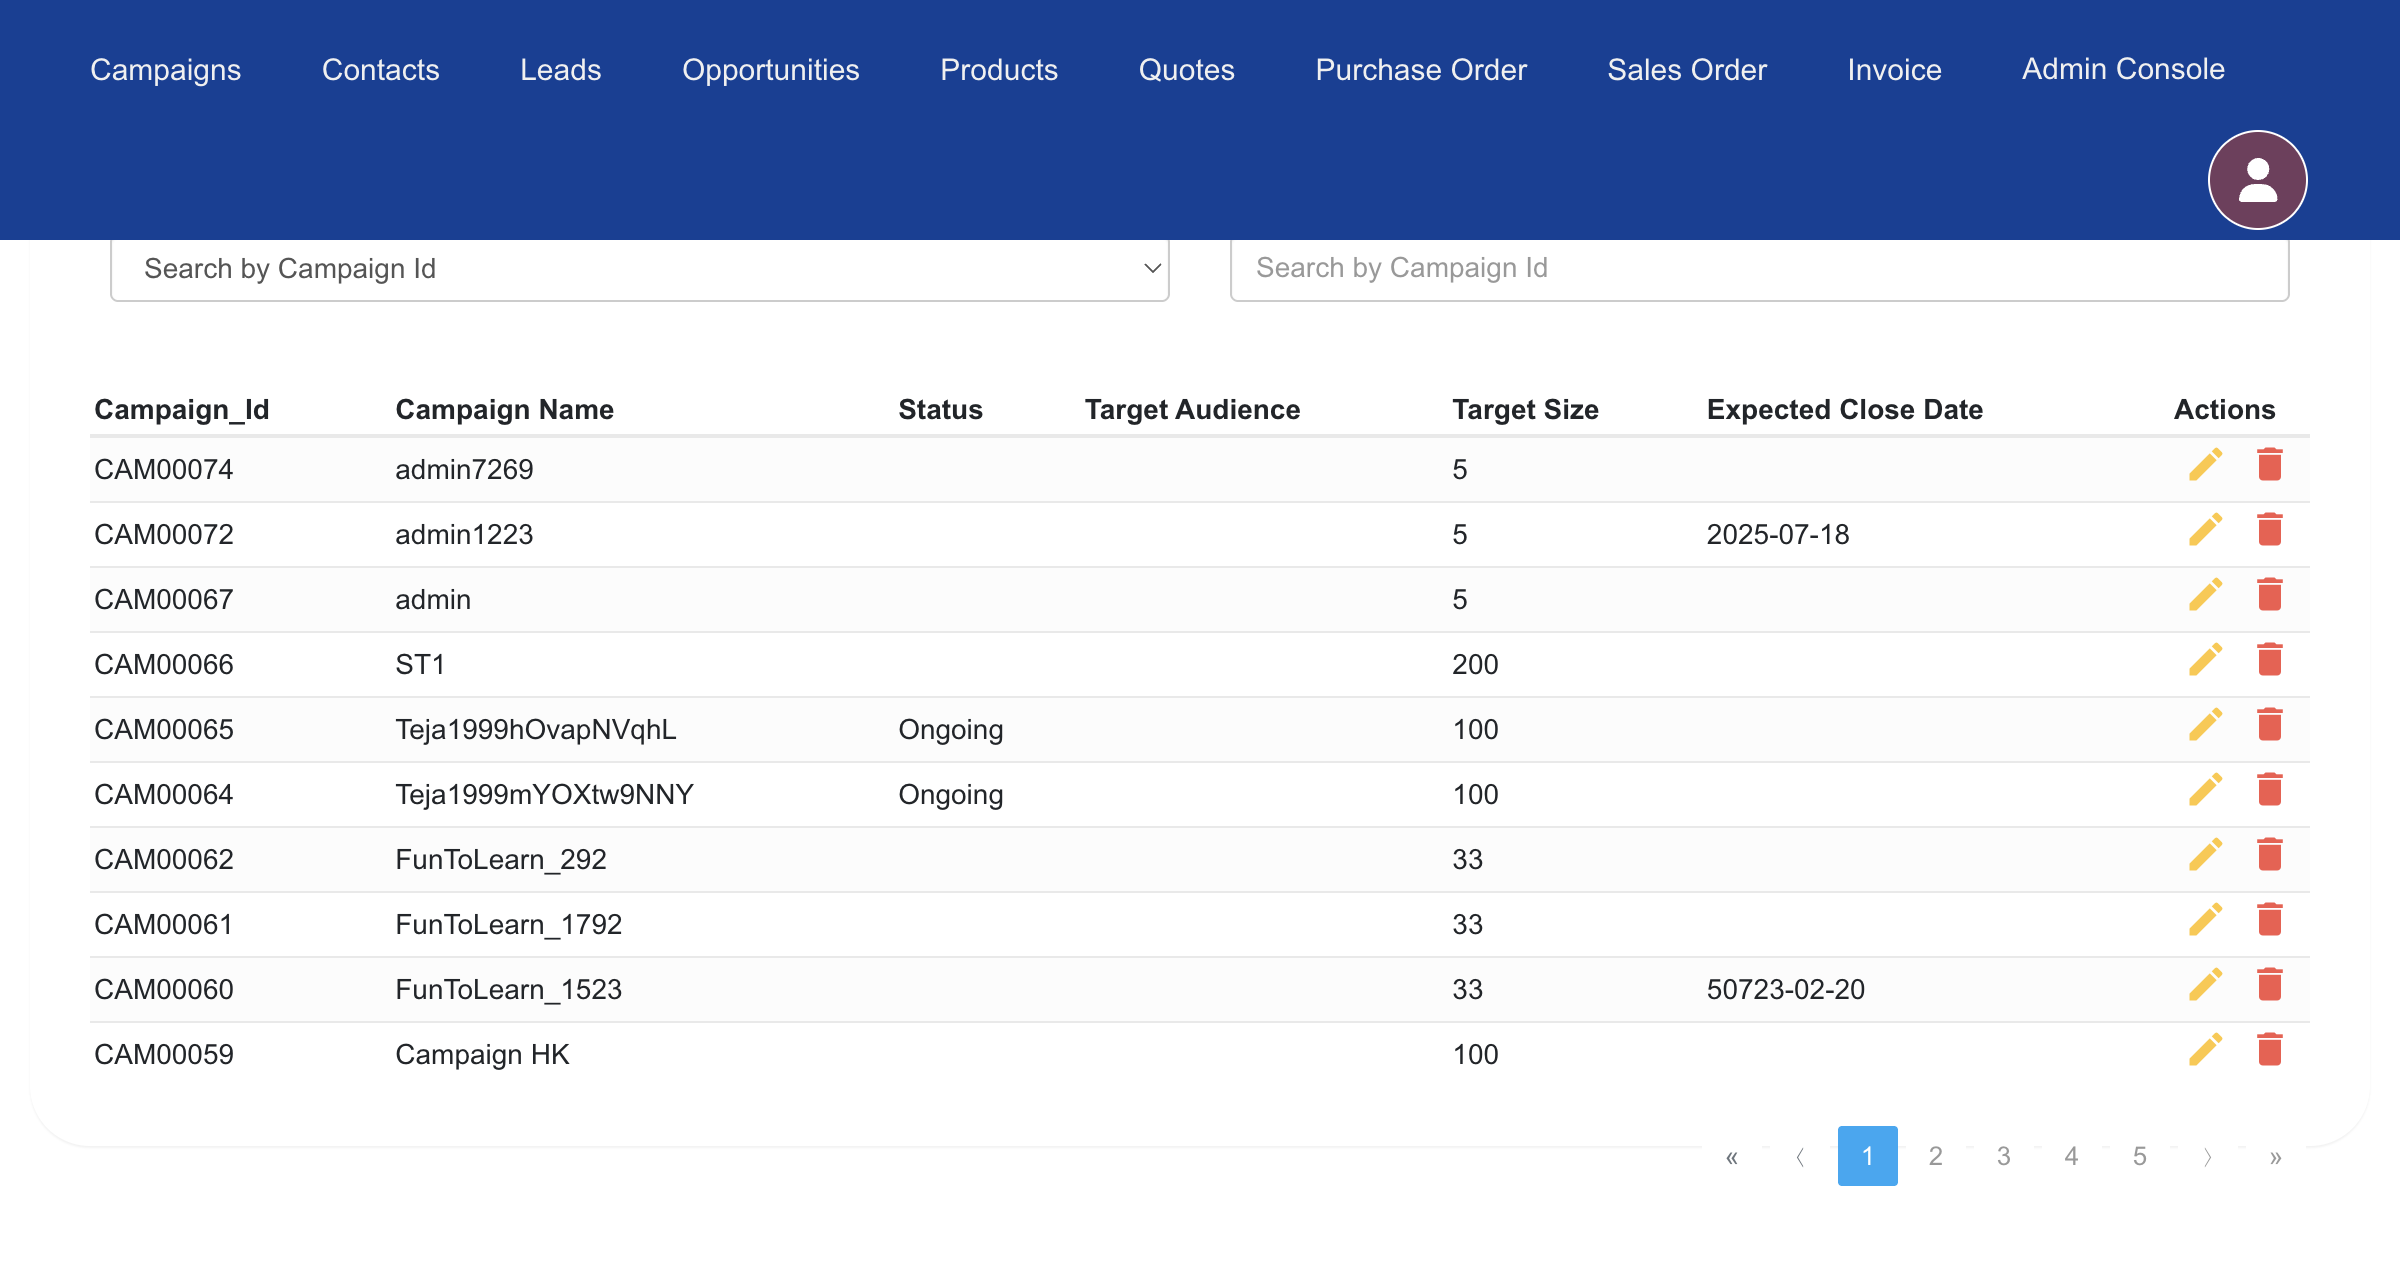 Campaigns Contacts Leads Opportunities Products Quotes Purchase Order Sales Order Invoice Admin Console
Search by Campaign Id Search by Campaign Id
Campaign_Id Campaign Name Status Target Audience Target Size Expected Close Date Actions
CAM00074 admin7269 5
CAM00072 admin1223 5 2025-07-18
CAM00067 admin 5
CAM00066 ST1 200
CAM00065 Teja1999hOvapNVqhL Ongoing 100
CAM00064 Teja1999mYOXtw9NNY Ongoing 100
CAM00062 FunToLearn_292 33
CAM00061 FunToLearn_1792 33
CAM00060 FunToLearn_1523 33 50723-02-20
CAM00059 Campaign HK 100
« ⟨ 1 2 3 4 5 ⟩ »